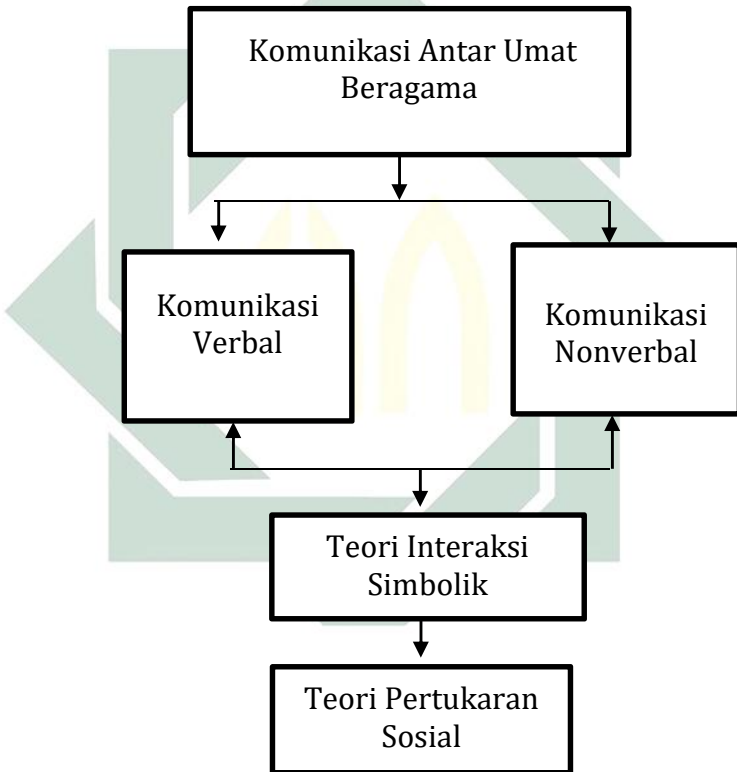 Komunikasi Antar Umat
Beragama
Komunikasi
Verbal
Komunikasi
Nonverbal
Teori Interaksi
Simbolik
Teori Pertukaran
Sosial